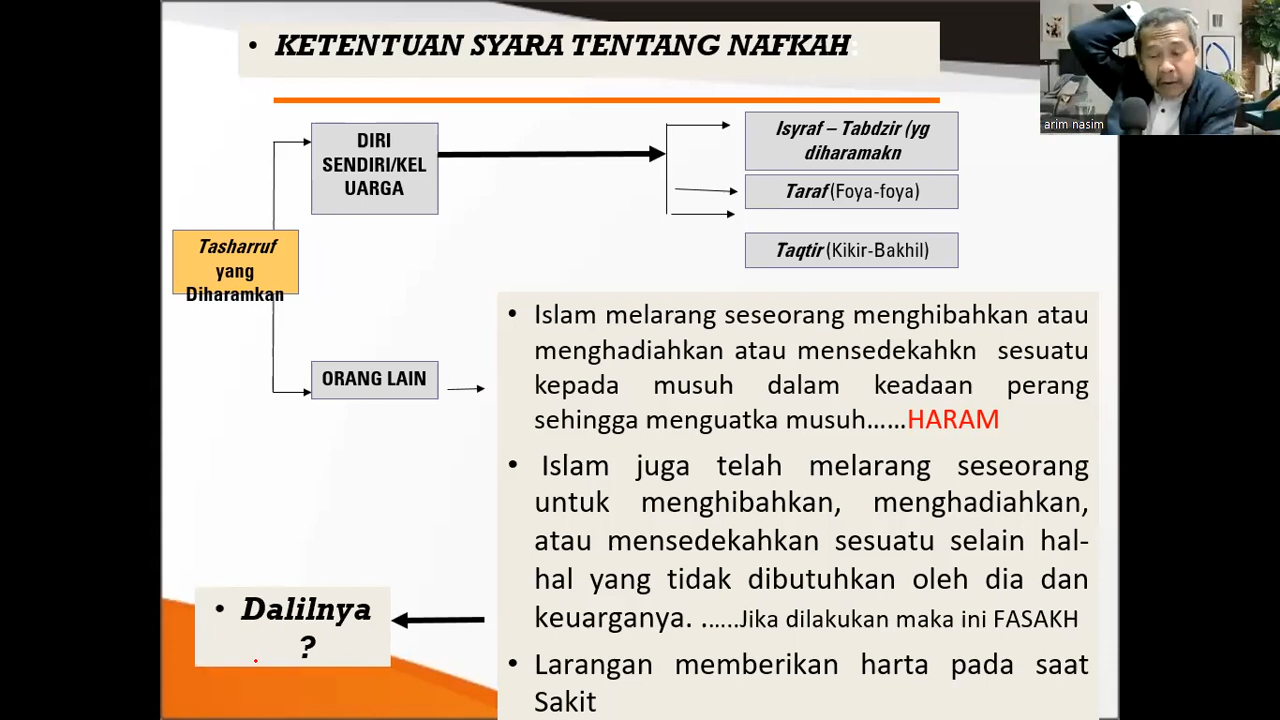 • KETENTUAN SYARA TENTANG NAFKAH:
arim nasim
DIRI
SENDIRI/KEL
UARGA
Isyraf – Tabdzir (yg
diharamakn
Taraf (Foya-foya)
Taqtir (Kikir-Bakhil)
Tasharruf
yang
Diharamkan
ORANG LAIN
• Islam melarang seseorang menghibahkan atau
menghadiahkan atau mensedekahkn sesuatu
kepada musuh dalam keadaan perang
sehingga menguatka musuh……HARAM
• Islam juga telah melarang seseorang
untuk menghibahkan, menghadiahkan,
atau mensedekahkan sesuatu selain hal-
hal yang tidak dibutuhkan oleh dia dan
keuarganya. ……Jika dilakukan maka ini FASAKH
• Larangan memberikan harta pada saat
Sakit
• Dalilnya
?